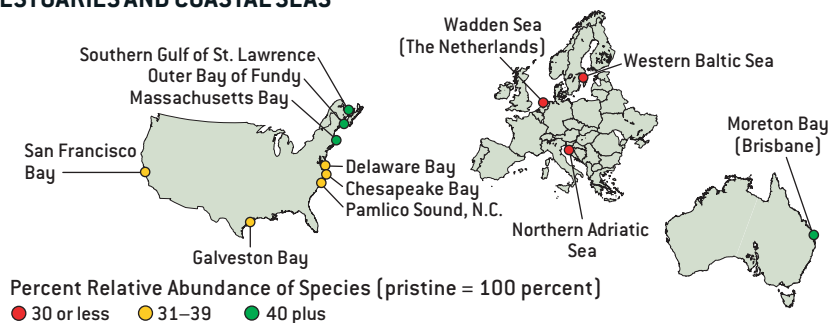 ESTUARIES AND COASTAL SEAS
Southern Gulf of St. Lawrence
Outer Bay of Fundy
Massachusetts Bay
San Francisco
Bay
Delaware Bay
Chesapeake Bay
Pamlico Sound, N.C.
Galveston Bay
Wadden Sea
(The Netherlands)
Western Baltic Sea
Northern Adriatic
Sea
Moreton Bay
(Brisbane)
Percent Relative Abundance of Species (pristine = 100 percent)
30 or less 31–39 40 plus